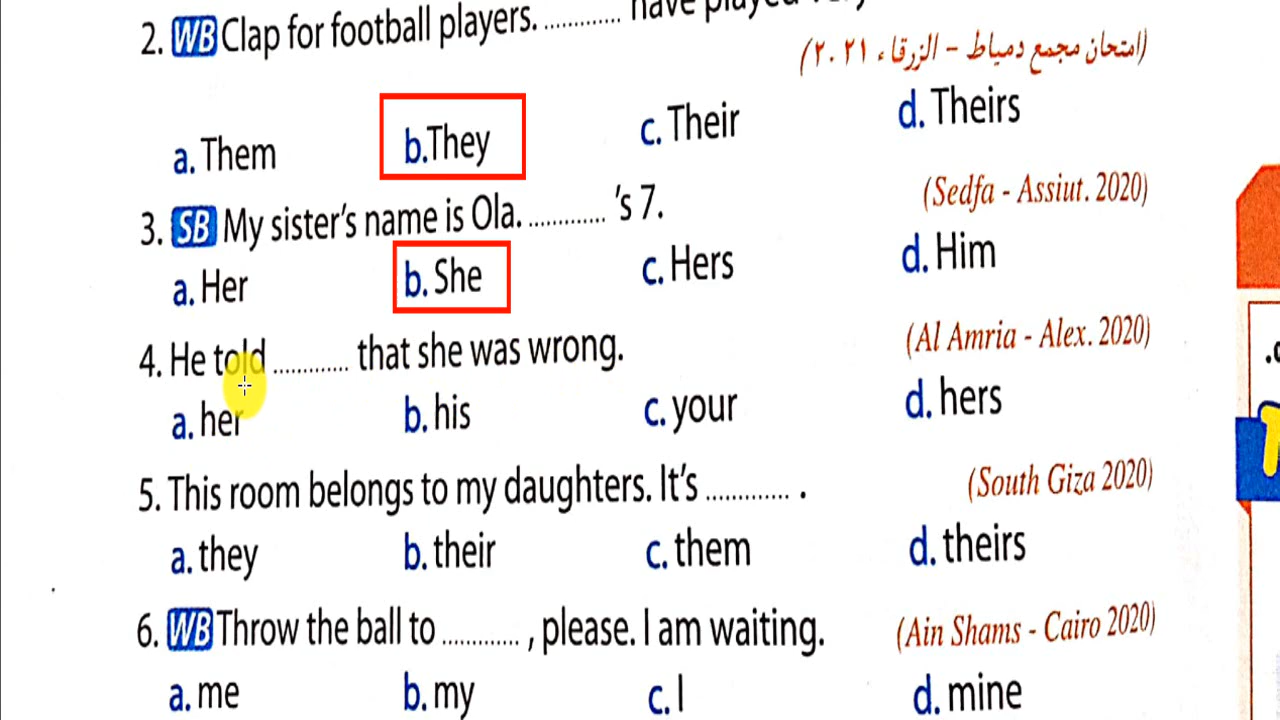 2. WB Clap for football players. ............. have played
(امتحان مجمع دمياط – الزرقاء ٢٠٢١)
a. Them b. They c. Their d. Theirs
3. SB My sister's name is Ola. ............. 's 7. (Sedfa - Assiut. 2020)
a. Her b. She c. Hers d. Him
4. He told ............. that she was wrong. (Al Amria - Alex. 2020)
a. her b. his c. your d. hers
5. This room belongs to my daughters. It's ............. . (South Giza 2020)
a. they b. their c. them d. theirs
6. WB Throw the ball to ............. , please. I am waiting. (Ain Shams - Cairo 2020)
a. me b. my c. I d. mine